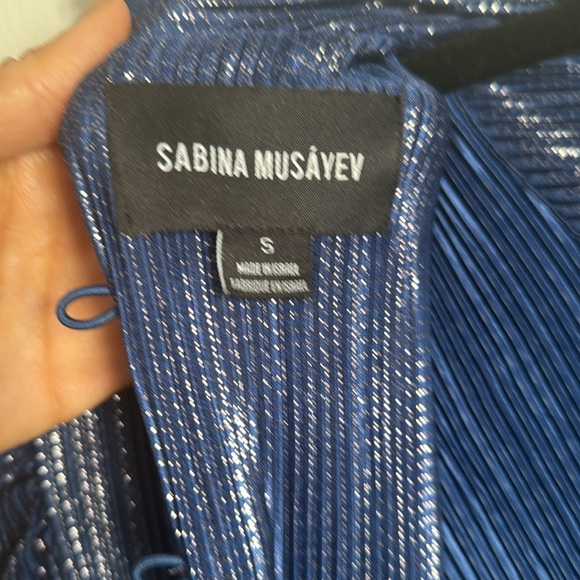 SABINA MUSÁYEV
S
MADE IN ISRAEL
FABRIQUE EN ISRAEL